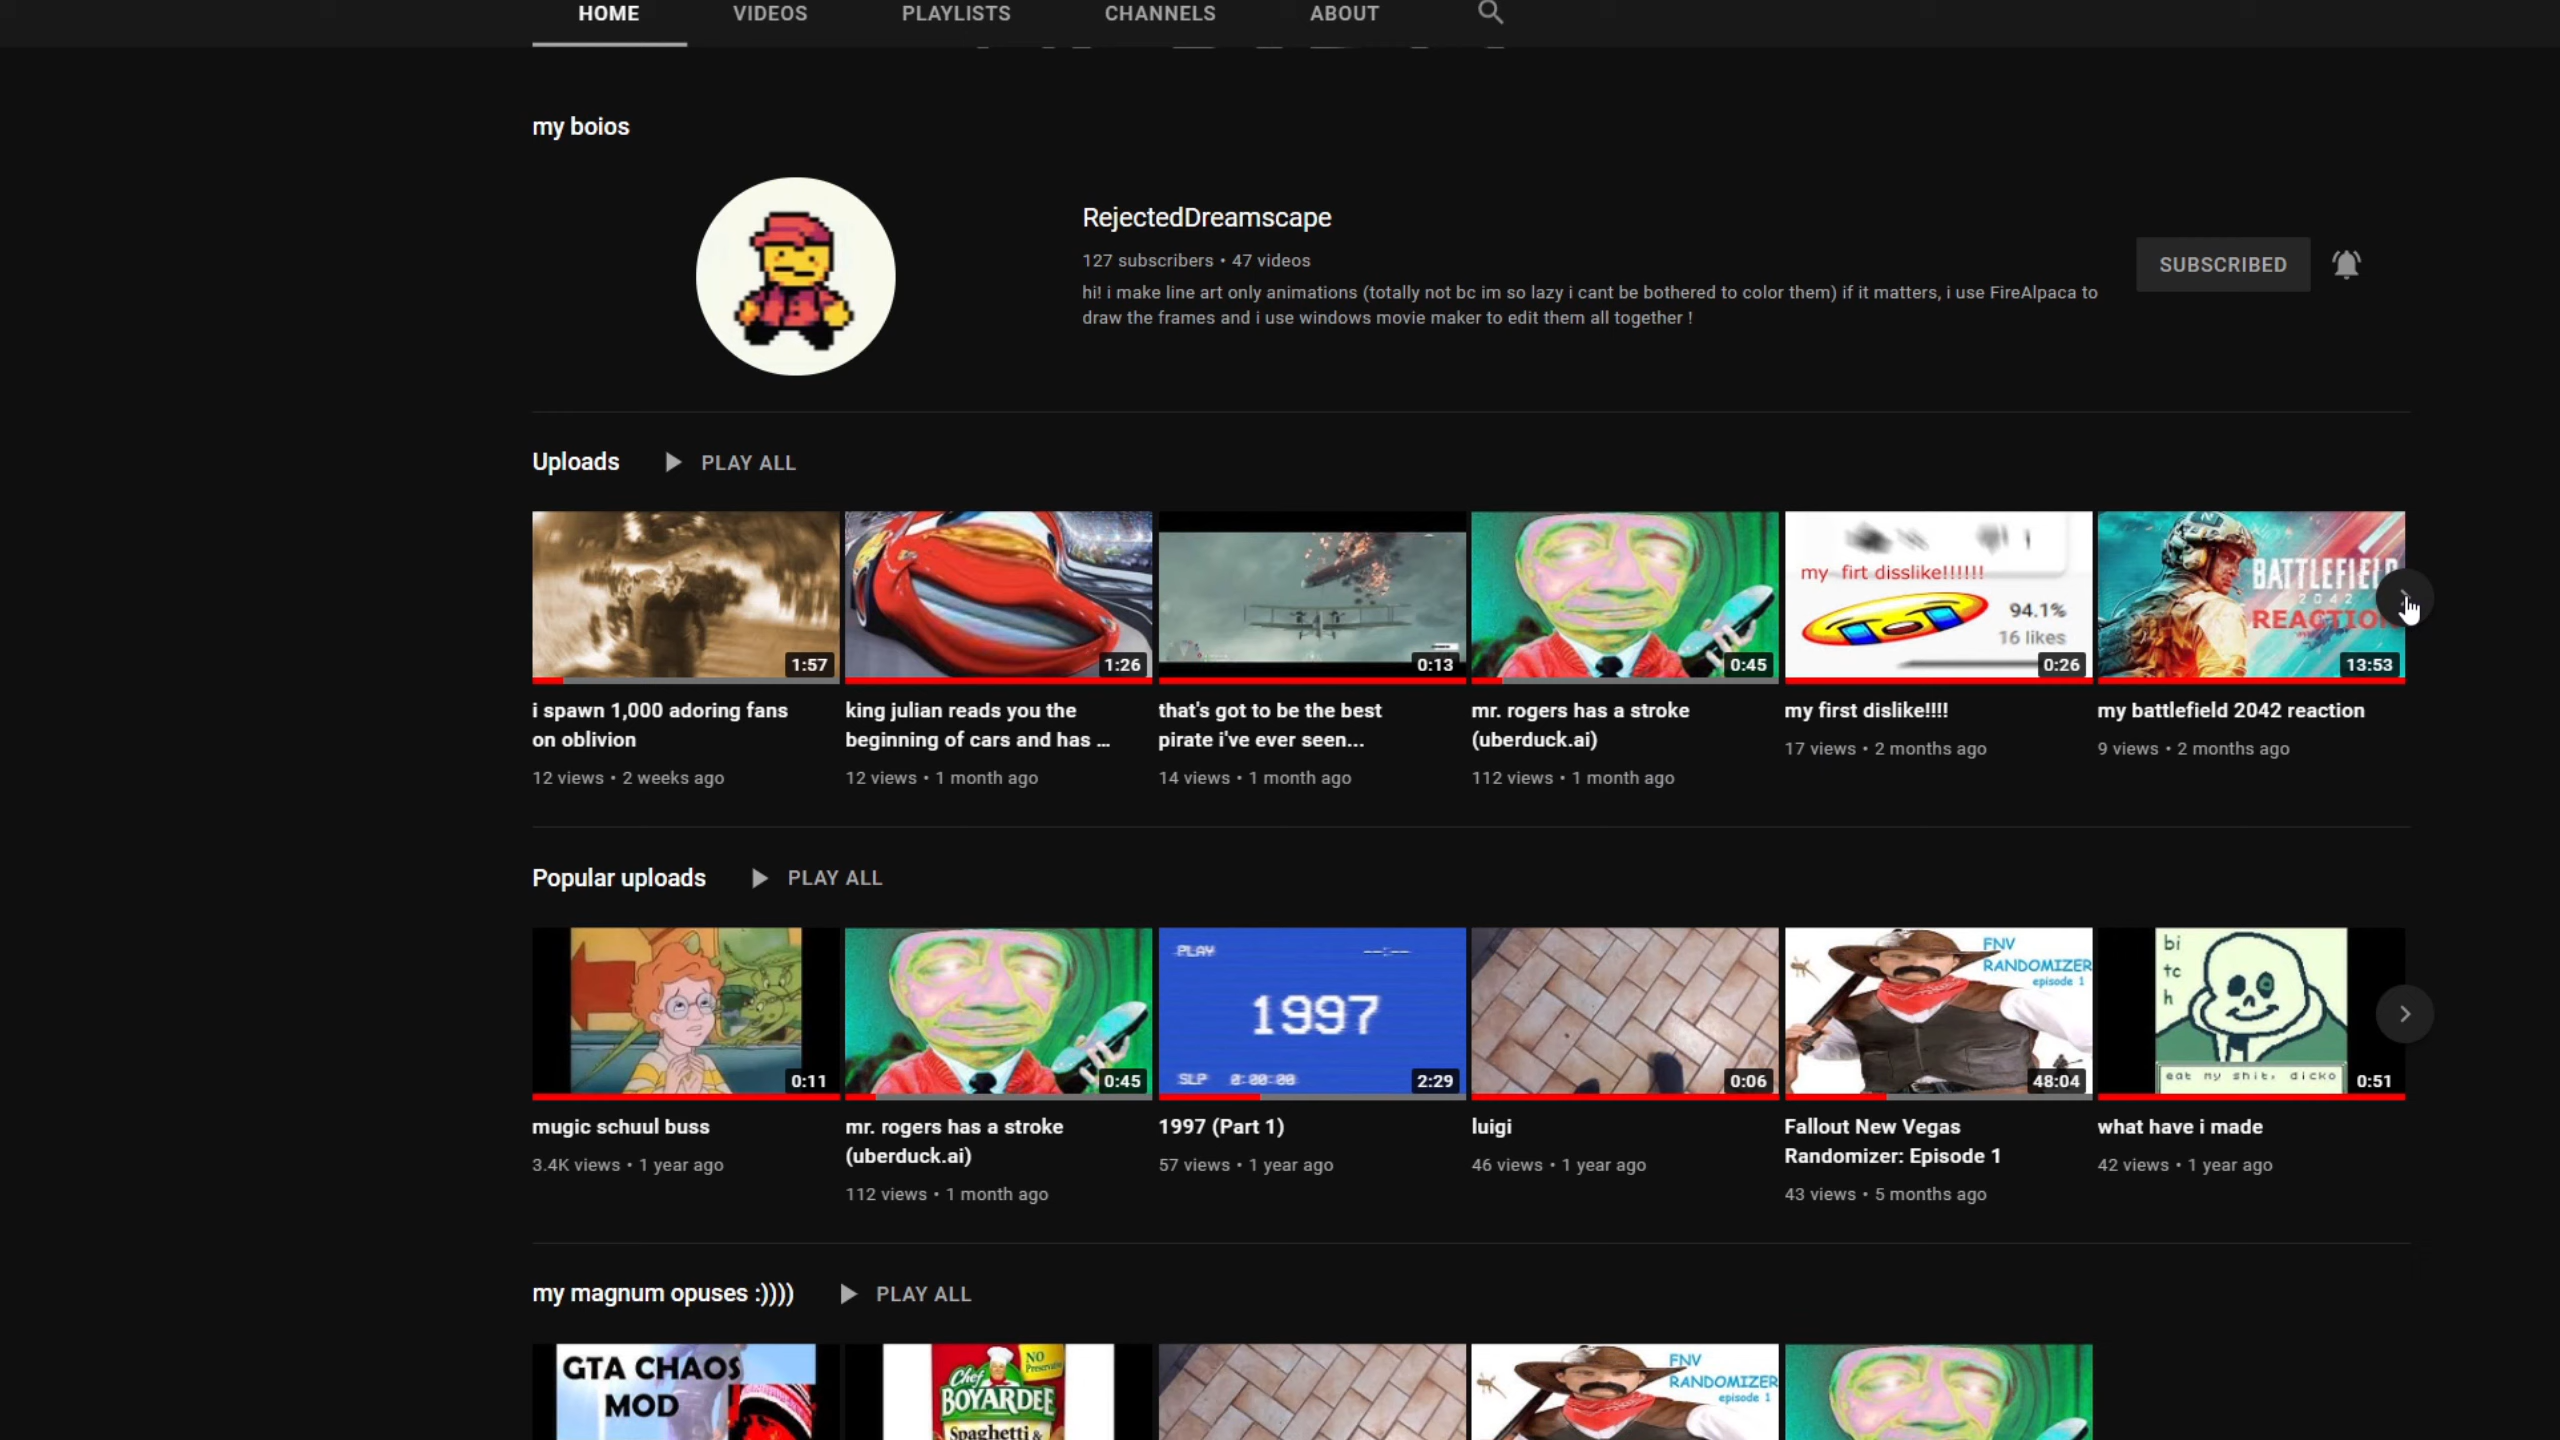 HOME VIDEOS PLAYLISTS CHANNELS ABOUT
my boios
RejectedDreamscape
127 subscribers • 47 videos
hi! i make line art only animations (totally not bc im so lazy i cant be bothered to color them) if it matters, i use FireAlpaca to
draw the frames and i use windows movie maker to edit them all together !
SUBSCRIBED
Uploads PLAY ALL
1:57
i spawn 1,000 adoring fans
on oblivion
12 views • 2 weeks ago
1:26
king julian reads you the
beginning of cars and has ...
12 views • 1 month ago
0:13
that's got to be the best
pirate i've ever seen...
14 views • 1 month ago
0:45
mr. rogers has a stroke
(uberduck.ai)
112 views • 1 month ago
my firt disslike!!!!!!
94.1%
16 likes
0:26
my first dislike!!!!
17 views • 2 months ago
BATTLEFIELD
2042
REACTIO
13:53
my battlefield 2042 reaction
9 views • 2 months ago
Popular uploads PLAY ALL
0:11
mugic schuul buss
3.4K views • 1 year ago
0:45
mr. rogers has a stroke
(uberduck.ai)
112 views • 1 month ago
PLAY --:--
1997
SLP 0:00:00
2:29
1997 (Part 1)
57 views • 1 year ago
0:06
luigi
46 views • 1 year ago
FNV
RANDOMIZER
episode 1
48:04
Fallout New Vegas
Randomizer: Episode 1
43 views • 5 months ago
bi
tc
h
eat my shit, dicko
0:51
what have i made
42 views • 1 year ago
my magnum opuses :)))) PLAY ALL
GTA CHAOS
MOD
NO
Chef
BOYARDEE
Spaghetti &
FNV
RANDOMIZER
episode 1